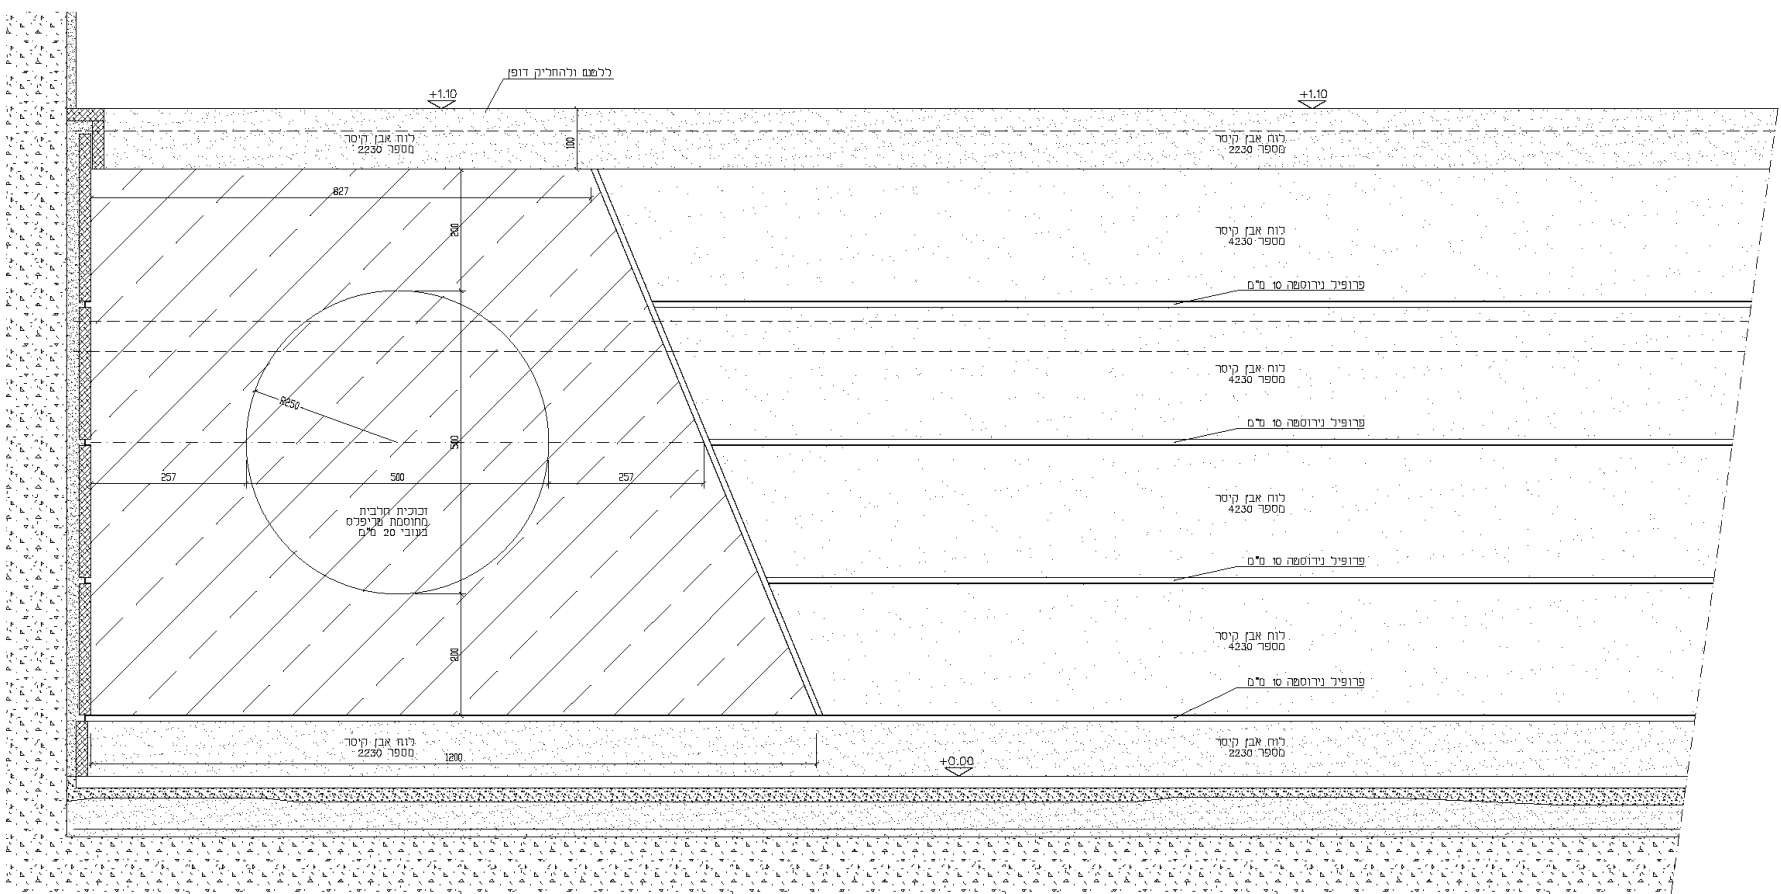 ללטש ולהחליק דופן
+1.10
+1.10
100
לוח אבן קיסר
מספר 2230
לוח אבן קיסר
מספר 2230
827
200
לוח אבן קיסר
מספר 4230
פרופיל נירוסטה 10 מ"מ
לוח אבן קיסר
מספר 4230
R250
פרופיל נירוסטה 10 מ"מ
500
257
500
257
לוח אבן קיסר
מספר 4230
זכוכית חלבית
מחוסמת טריפלס
בעובי 20 מ"מ
פרופיל נירוסטה 10 מ"מ
200
לוח אבן קיסר
מספר 4230
פרופיל נירוסטה 10 מ"מ
לוח אבן קיסר
מספר 2230
1200
+0.00
לוח אבן קיסר
מספר 2230